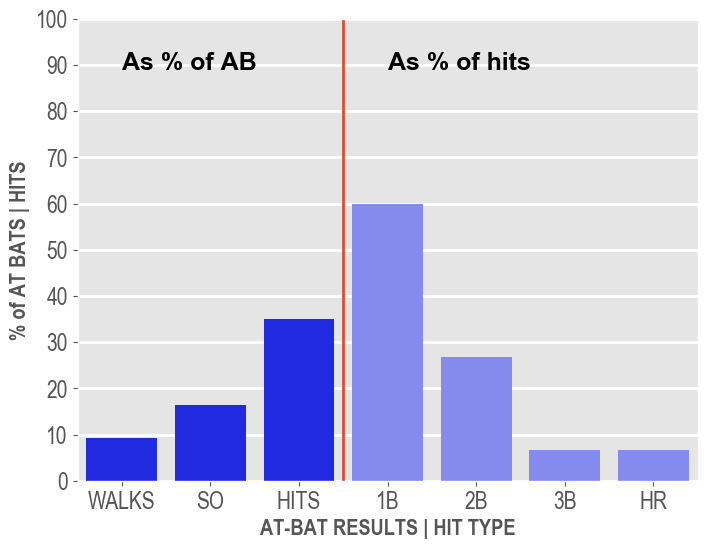 100
90
80
70
60
50
40
30
20
10
0
% of AT BATS | HITS
As % of AB
As % of hits
WALKS SO HITS 1B 2B 3B HR
AT-BAT RESULTS | HIT TYPE